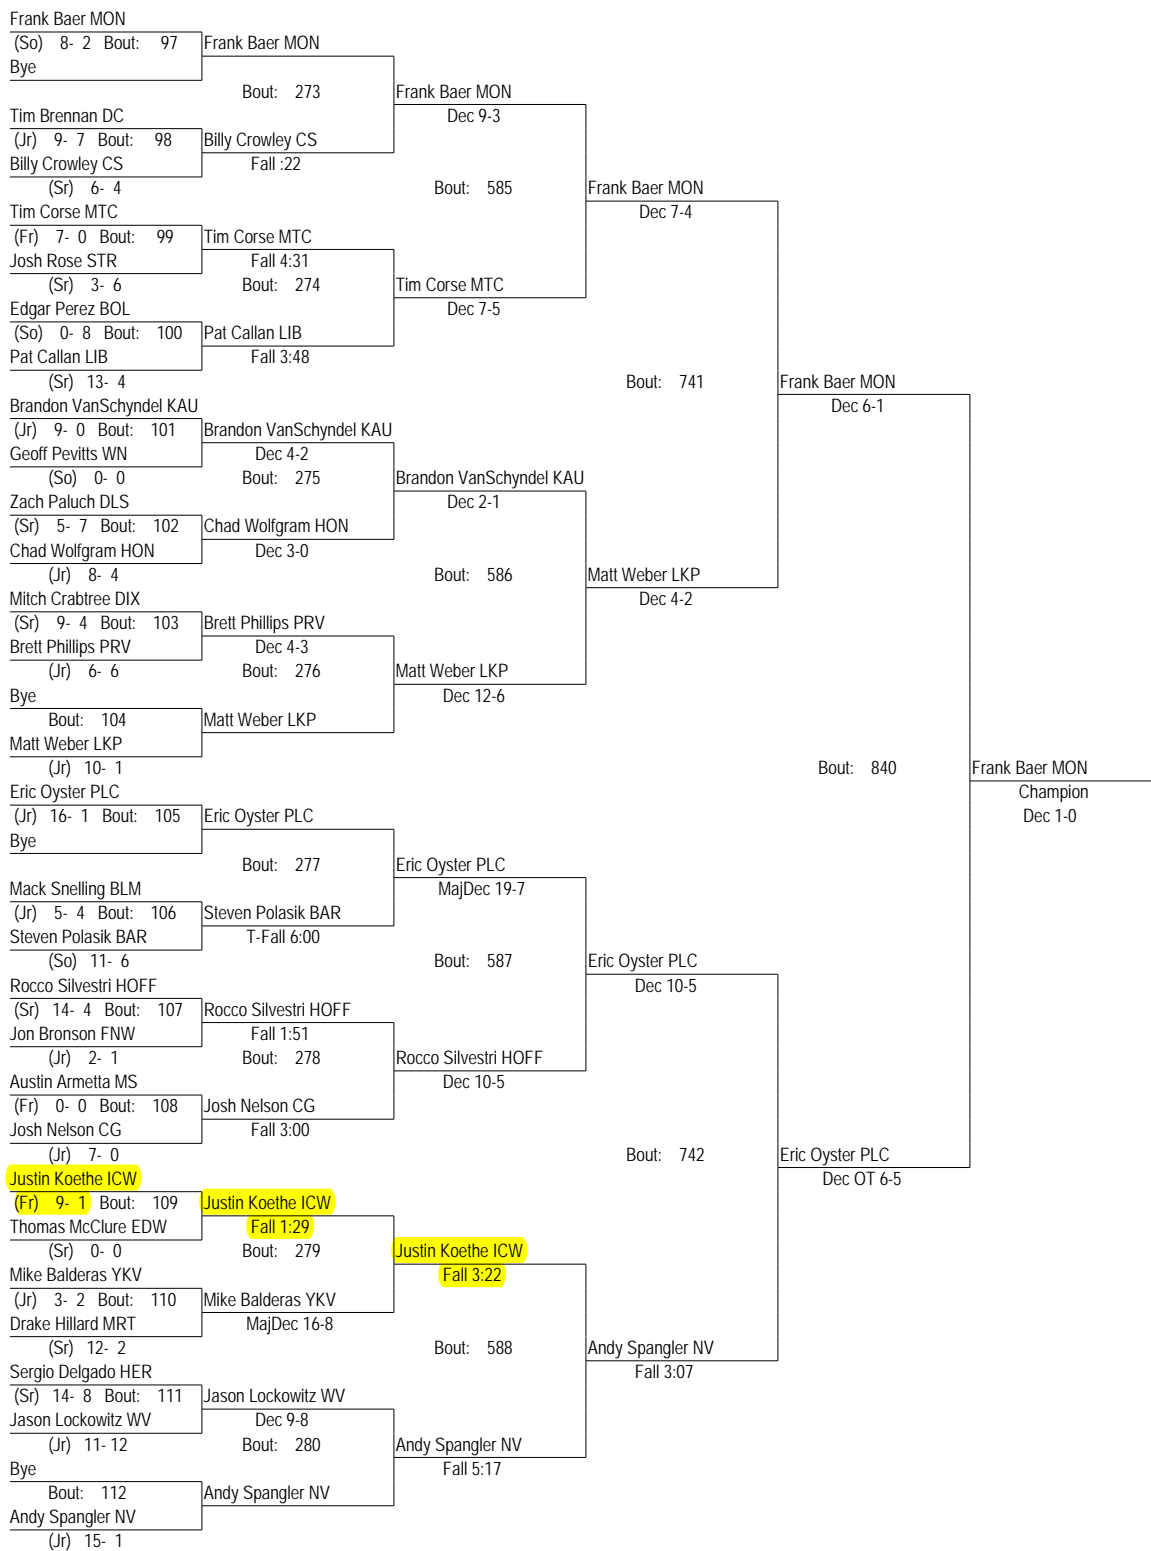 Frank Baer MON
(So) 8- 2 Bout: 97 Frank Baer MON
Bye
Bout: 273 Frank Baer MON
Tim Brennan DC Dec 9-3
(Jr) 9- 7 Bout: 98 Billy Crowley CS
Billy Crowley CS Fall :22
(Sr) 6- 4 Bout: 585 Frank Baer MON
Tim Corse MTC Dec 7-4
(Fr) 7- 0 Bout: 99 Tim Corse MTC
Josh Rose STR Fall 4:31
(Sr) 3- 6 Bout: 274 Tim Corse MTC
Edgar Perez BOL Dec 7-5
(So) 0- 8 Bout: 100 Pat Callan LIB
Pat Callan LIB Fall 3:48
(Sr) 13- 4 Bout: 741 Frank Baer MON
Brandon VanSchyndel KAU Dec 6-1
(Jr) 9- 0 Bout: 101 Brandon VanSchyndel KAU
Geoff Pevitts WN Dec 4-2
(So) 0- 0 Bout: 275 Brandon VanSchyndel KAU
Zach Paluch DLS Dec 2-1
(Sr) 5- 7 Bout: 102 Chad Wolfgram HON
Chad Wolfgram HON Dec 3-0
(Jr) 8- 4 Bout: 586 Matt Weber LKP
Mitch Crabtree DIX Dec 4-2
(Sr) 9- 4 Bout: 103 Brett Phillips PRV
Brett Phillips PRV Dec 4-3
(Jr) 6- 6 Bout: 276 Matt Weber LKP
Bye Dec 12-6
Bout: 104 Matt Weber LKP
Matt Weber LKP
(Jr) 10- 1 Bout: 840 Frank Baer MON
Eric Oyster PLC Champion
(Jr) 16- 1 Bout: 105 Eric Oyster PLC Dec 1-0
Bye
Bout: 277 Eric Oyster PLC
Mack Snelling BLM MajDec 19-7
(Jr) 5- 4 Bout: 106 Steven Polasik BAR
Steven Polasik BAR T-Fall 6:00
(So) 11- 6 Bout: 587 Eric Oyster PLC
Rocco Silvestri HOFF Dec 10-5
(Sr) 14- 4 Bout: 107 Rocco Silvestri HOFF
Jon Bronson FNW Fall 1:51
(Jr) 2- 1 Bout: 278 Rocco Silvestri HOFF
Austin Armetta MS Dec 10-5
(Fr) 0- 0 Bout: 108 Josh Nelson CG
Josh Nelson CG Fall 3:00
(Jr) 7- 0 Bout: 742 Eric Oyster PLC
Justin Koethe ICW Dec OT 6-5
(Fr) 9- 1 Bout: 109 Justin Koethe ICW
Thomas McClure EDW Fall 1:29
(Sr) 0- 0 Bout: 279 Justin Koethe ICW
Mike Balderas YKV Fall 3:22
(Jr) 3- 2 Bout: 110 Mike Balderas YKV
Drake Hillard MRT MajDec 16-8
(Sr) 12- 2 Bout: 588 Andy Spangler NV
Sergio Delgado HER Fall 3:07
(Sr) 14- 8 Bout: 111 Jason Lockowitz WV
Jason Lockowitz WV Dec 9-8
(Jr) 11- 12 Bout: 280 Andy Spangler NV
Bye Fall 5:17
Bout: 112 Andy Spangler NV
Andy Spangler NV
(Jr) 15- 1